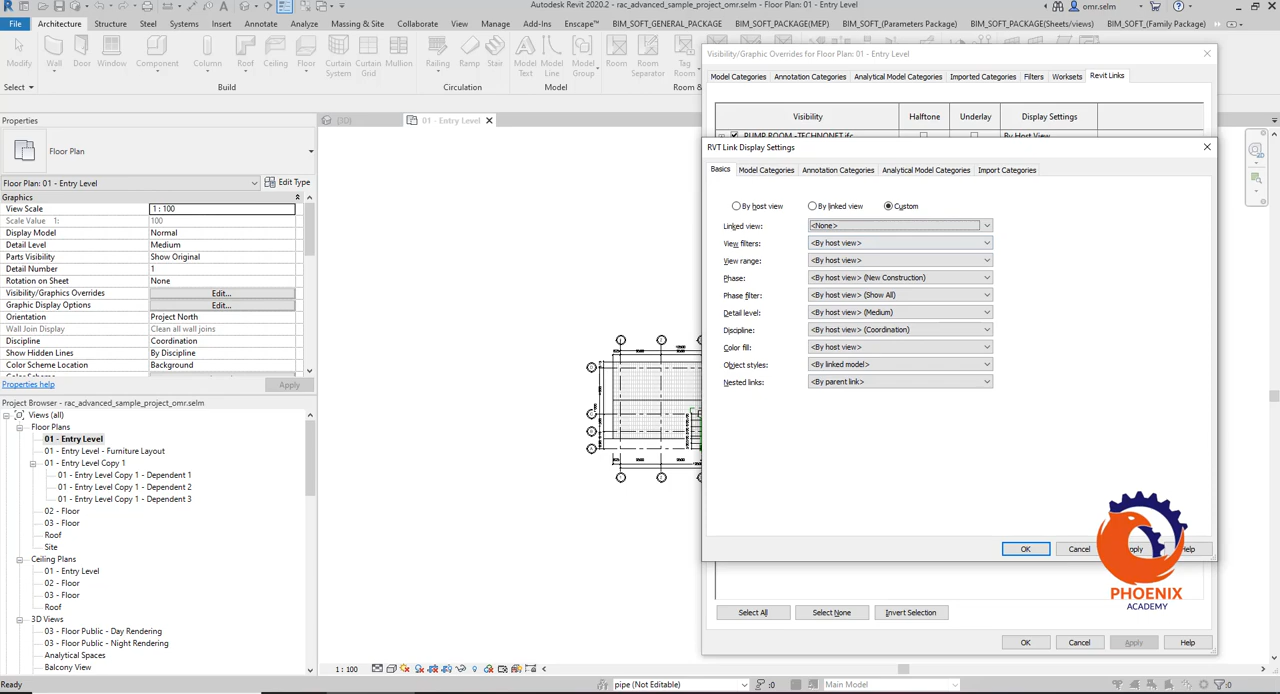 Autodesk Revit 2020.2 - rac_advanced_sample_project_omr.selm - Floor Plan: 01 - Entry Level
omr.selm
File Architecture Structure Steel Systems Insert Annotate Analyze Massing & Site Collaborate View Manage Add-Ins Enscape™ BIM_SOFT_GENERAL_PACKAGE BIM_SOFT_PACKAGE(MEP) BIM_SOFT(Parameters Package) BIM_SOFT_PACKAGE(Sheets/views) BIM_SOFT_(Family Package)
Modify Wall Door Window Component Column Roof Ceiling Floor Curtain System Curtain Grid Mullion Railing Ramp Stair Model Text Model Line Model Group Room Room Separator Tag Room
Select Build Circulation Model Room &
Properties
(3D)
01 - Entry Level
Floor Plan
Floor Plan: 01 - Entry Level Edit Type
Graphics
View Scale 1 : 100
Scale Value 1: 100
Display Model Normal
Detail Level Medium
Parts Visibility Show Original
Detail Number 1
Rotation on Sheet None
Visibility/Graphics Overrides Edit...
Graphic Display Options Edit...
Orientation Project North
Wall Join Display Clean all wall joins
Discipline Coordination
Show Hidden Lines By Discipline
Color Scheme Location Background
Properties help Apply
Project Browser - rac_advanced_sample_project_omr.selm
Views (all)
Floor Plans
01 - Entry Level
01 - Entry Level - Furniture Layout
01 - Entry Level Copy 1
01 - Entry Level Copy 1 - Dependent 1
01 - Entry Level Copy 1 - Dependent 2
01 - Entry Level Copy 1 - Dependent 3
02 - Floor
03 - Floor
Roof
Site
Ceiling Plans
01 - Entry Level
02 - Floor
03 - Floor
Roof
3D Views
03 - Floor Public - Day Rendering
03 - Floor Public - Night Rendering
Analytical Spaces
Balcony View
Visibility/Graphic Overrides for Floor Plan: 01 - Entry Level
Model Categories Annotation Categories Analytical Model Categories Imported Categories Filters Worksets Revit Links
Visibility Halftone Underlay Display Settings
PUMP ROOM -TECHNONET.ifc By Host View
RVT Link Display Settings
Basics Model Categories Annotation Categories Analytical Model Categories Import Categories
By host view By linked view Custom
Linked view: <None>
View filters: <By host view>
View range: <By host view>
Phase: <By host view> (New Construction)
Phase filter: <By host view> (Show All)
Detail level: <By host view> (Medium)
Discipline: <By host view> (Coordination)
Color fill: <By host view>
Object styles: <By linked model>
Nested links: <By parent link>
OK Cancel Apply Help
PHOENIX
ACADEMY
Select All Select None Invert Selection
OK Cancel Apply Help
1 : 100
Ready pipe (Not Editable) :0 Main Model :0